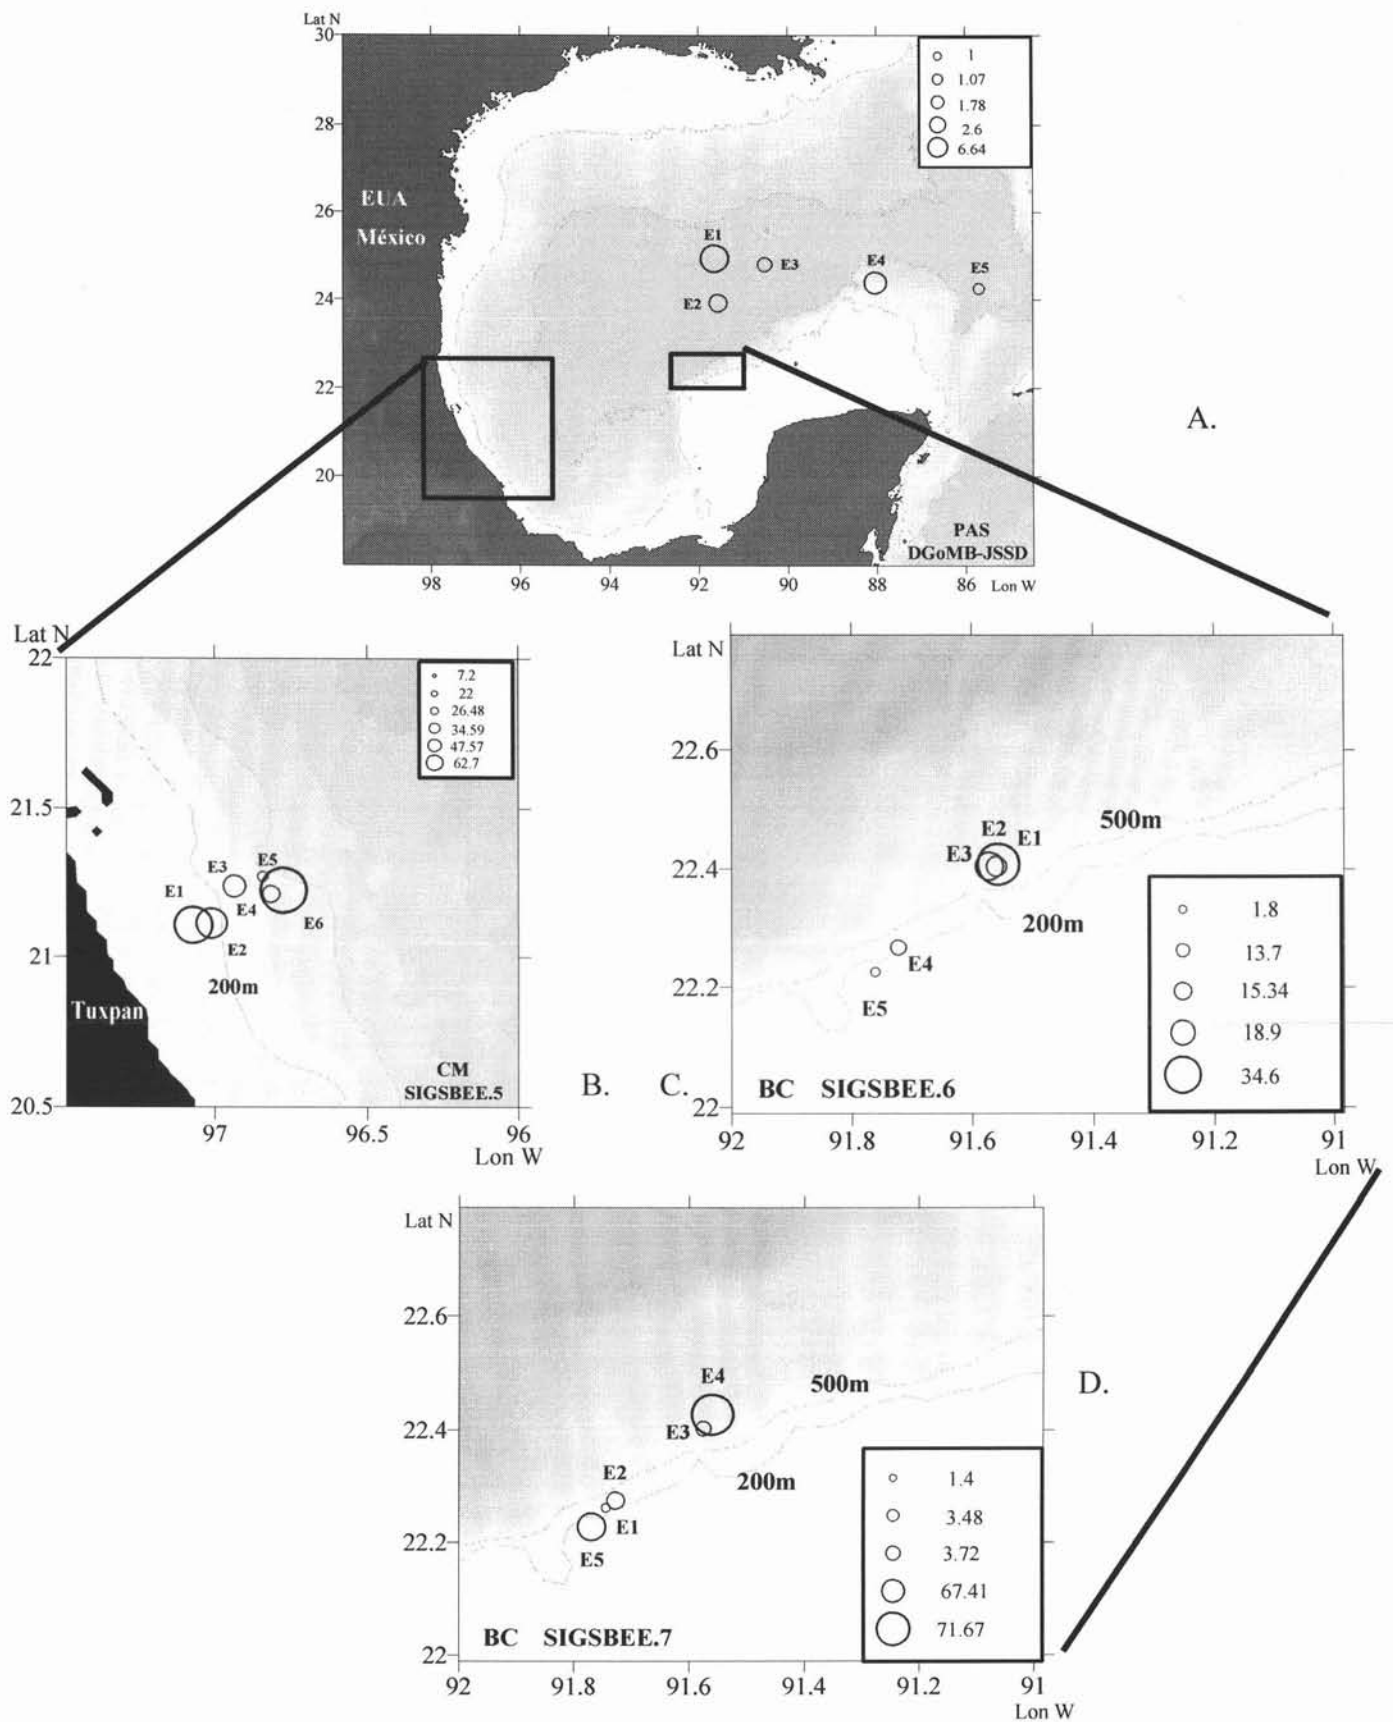 Lat N
30
28
26
24
22
20
98
96
94
92
90
88
86
Lon W
1
1.07
1.78
2.6
6.64
EUA
México
E1
E2
E3
E4
E5
PAS
DGoMB-JSSD
A.
Lat N
22
21.5
21
20.5
97
96.5
96
Lon W
7.2
22
26.48
34.59
47.57
62.7
E1
E2
E3
E4
E5
E6
200m
Tuxpan
CM
SIGSBEE.5
B.
C.
Lat N
22.6
22.4
22.2
22
92
91.8
91.6
91.4
91.2
91
Lon W
E2
E1
E3
E4
E5
500m
200m
1.8
13.7
15.34
18.9
34.6
BC SIGSBEE.6
Lat N
22.6
22.4
22.2
22
92
91.8
91.6
91.4
91.2
91
Lon W
E4
E3
E2
E1
E5
500m
200m
D.
1.4
3.48
3.72
67.41
71.67
BC SIGSBEE.7